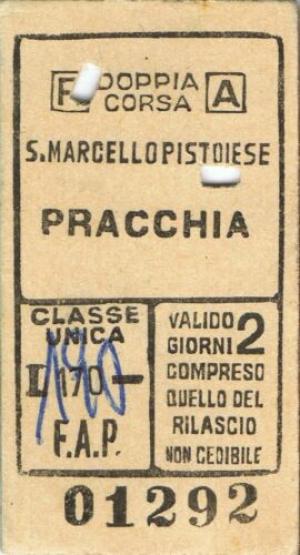 R DOPPIA CORSA A
S.MARCELLO PISTOIESE
PRACCHIA
CLASSE
UNICA
L 170 —
F.A.P.
VALIDO
GIORNI 2
COMPRESO
QUELLO DEL
RILASCIO
NON CEDIBILE
01292